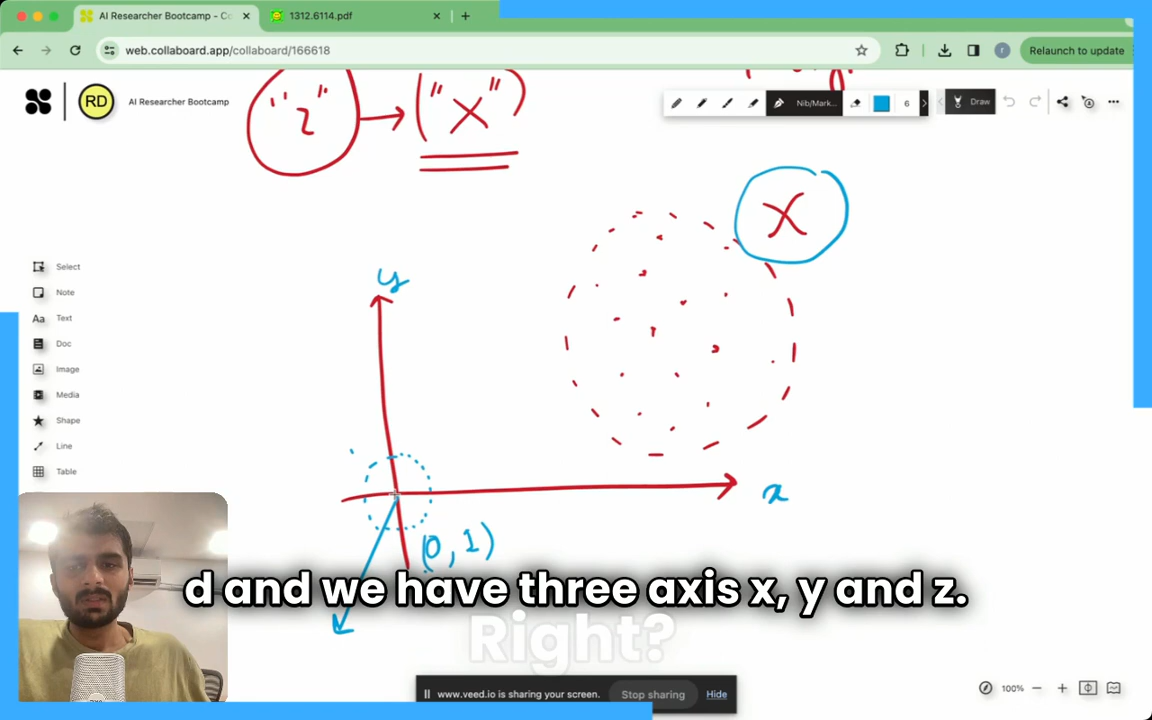 AI Researcher Bootcamp - Co
1312.6114.pdf
web.collaboard.app/collaboard/166618
r
Relaunch to update
RD
AI Researcher Bootcamp
Nib/Mark...
6
Draw
"z" → ("x")
X
Select
Note
Text
Doc
Image
Media
Shape
Line
Table
y
x
(0, 1)
d and we have three axis x, y and z.
Right?
www.veed.io is sharing your screen.
Stop sharing
Hide
100%